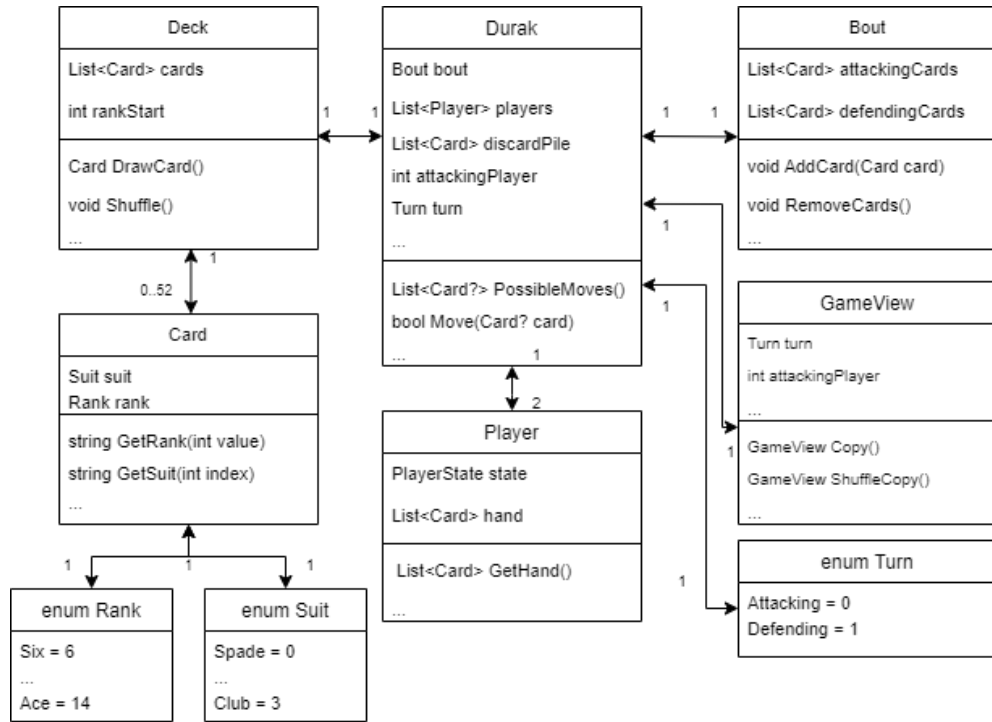 Deck
List<Card> cards
int rankStart
Card DrawCard()
void Shuffle()
...
1
1
Durak
Bout bout
List<Player> players
List<Card> discardPile
int attackingPlayer
Turn turn
...
List<Card?> PossibleMoves()
bool Move(Card? card)
...
1
1
Bout
List<Card> attackingCards
List<Card> defendingCards
void AddCard(Card card)
void RemoveCards()
...
1
0..52
Card
Suit suit
Rank rank
string GetRank(int value)
string GetSuit(int index)
...
1
1
1
enum Rank
Six = 6
...
Ace = 14
enum Suit
Spade = 0
...
Club = 3
1
2
Player
PlayerState state
List<Card> hand
List<Card> GetHand()
...
1
1
GameView
Turn turn
int attackingPlayer
...
GameView Copy()
GameView ShuffleCopy()
...
1
1
enum Turn
Attacking = 0
Defending = 1